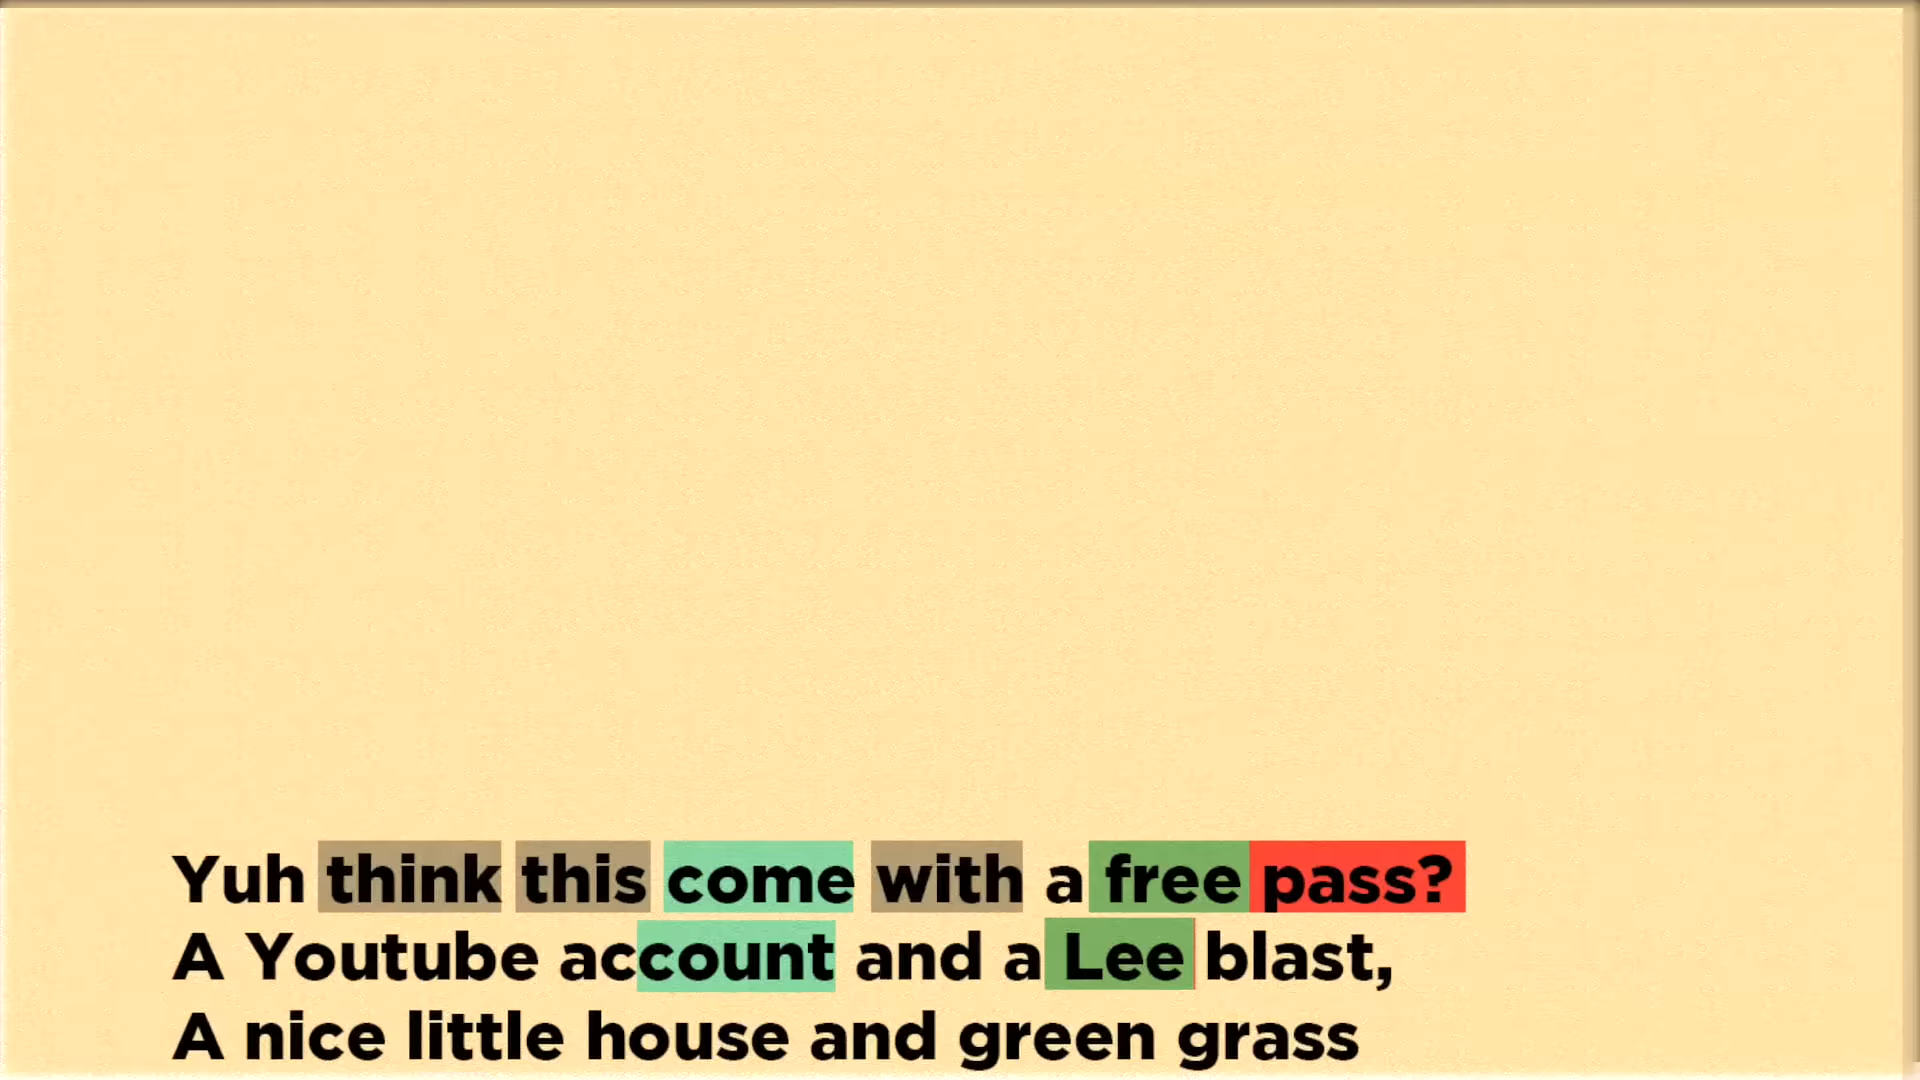 Yuh think this come with a free pass?
A Youtube account and a Lee blast,
A nice little house and green grass